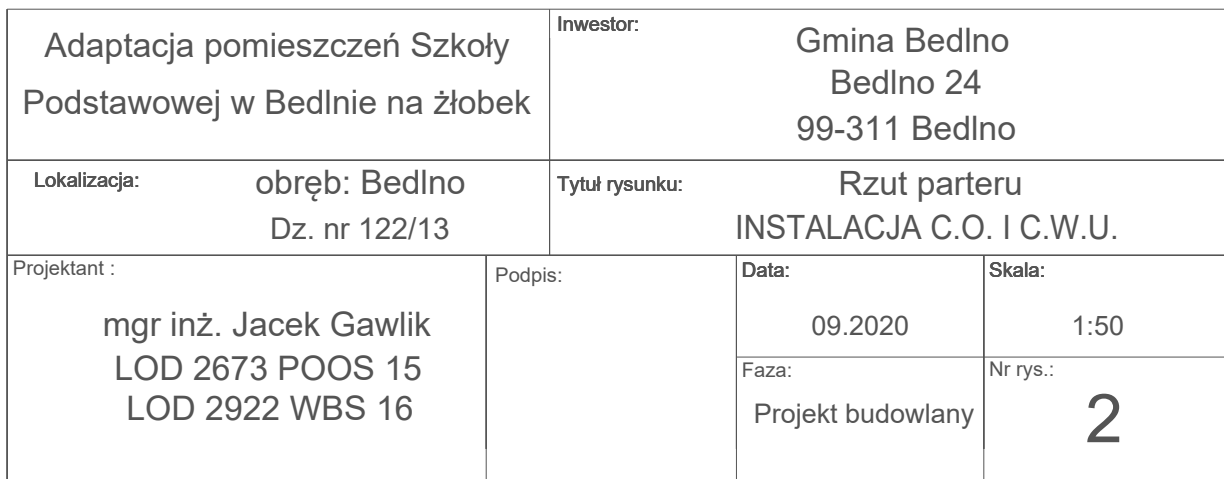 Adaptacja pomieszczeń Szkoły
Podstawowej w Bedlnie na żłobek
Inwestor:
Gmina Bedlno
Bedlno 24
99-311 Bedlno
Lokalizacja:
obręb: Bedlno
Dz. nr 122/13
Tytuł rysunku:
Rzut parteru
INSTALACJA C.O. I C.W.U.
Projektant :
mgr inż. Jacek Gawlik
LOD 2673 POOS 15
LOD 2922 WBS 16
Podpis:
Data:
09.2020
Skala:
1:50
Faza:
Projekt budowlany
Nr rys.:
2